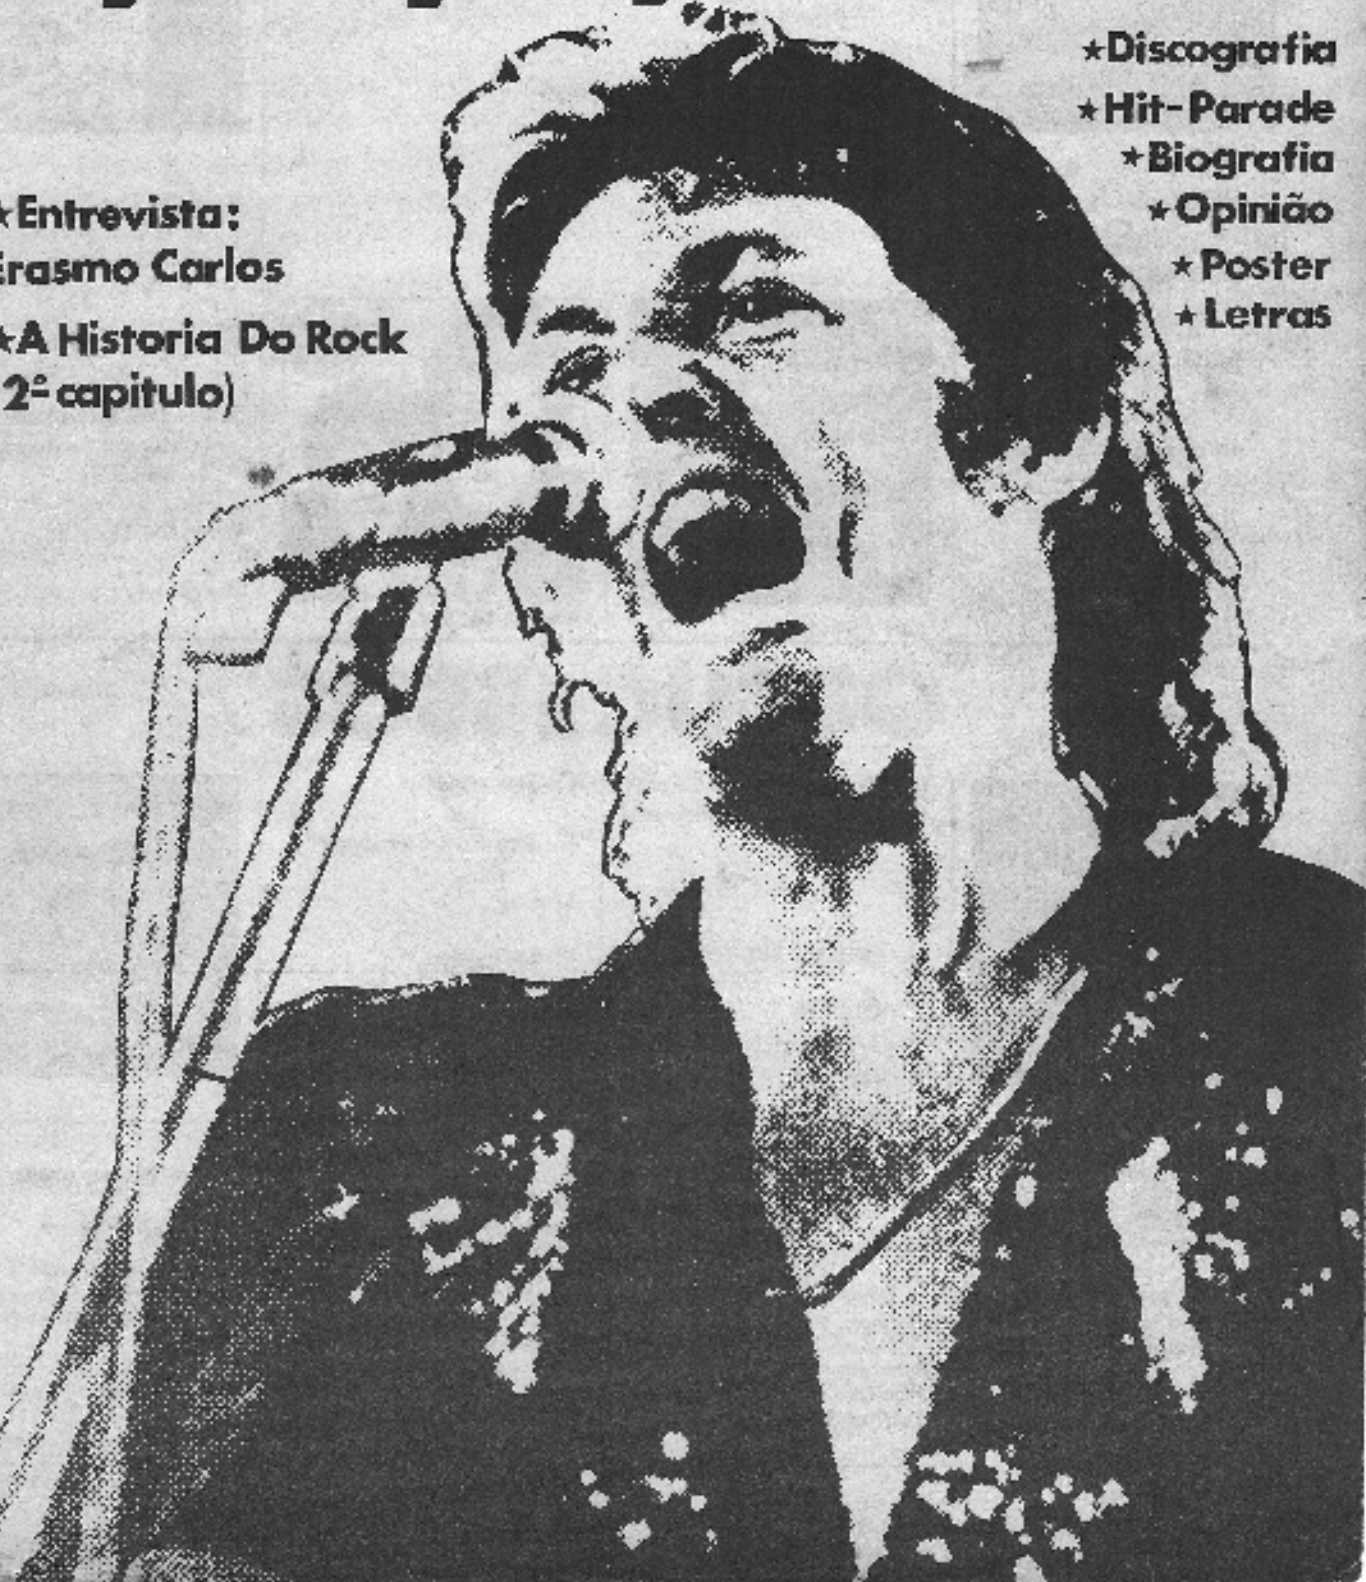 ★Entrevista:
Erasmo Carlos
★A Historia Do Rock
2º capitulo)
★Discografia
★Hit-Parade
★Biografia
★Opinião
★Poster
★Letras